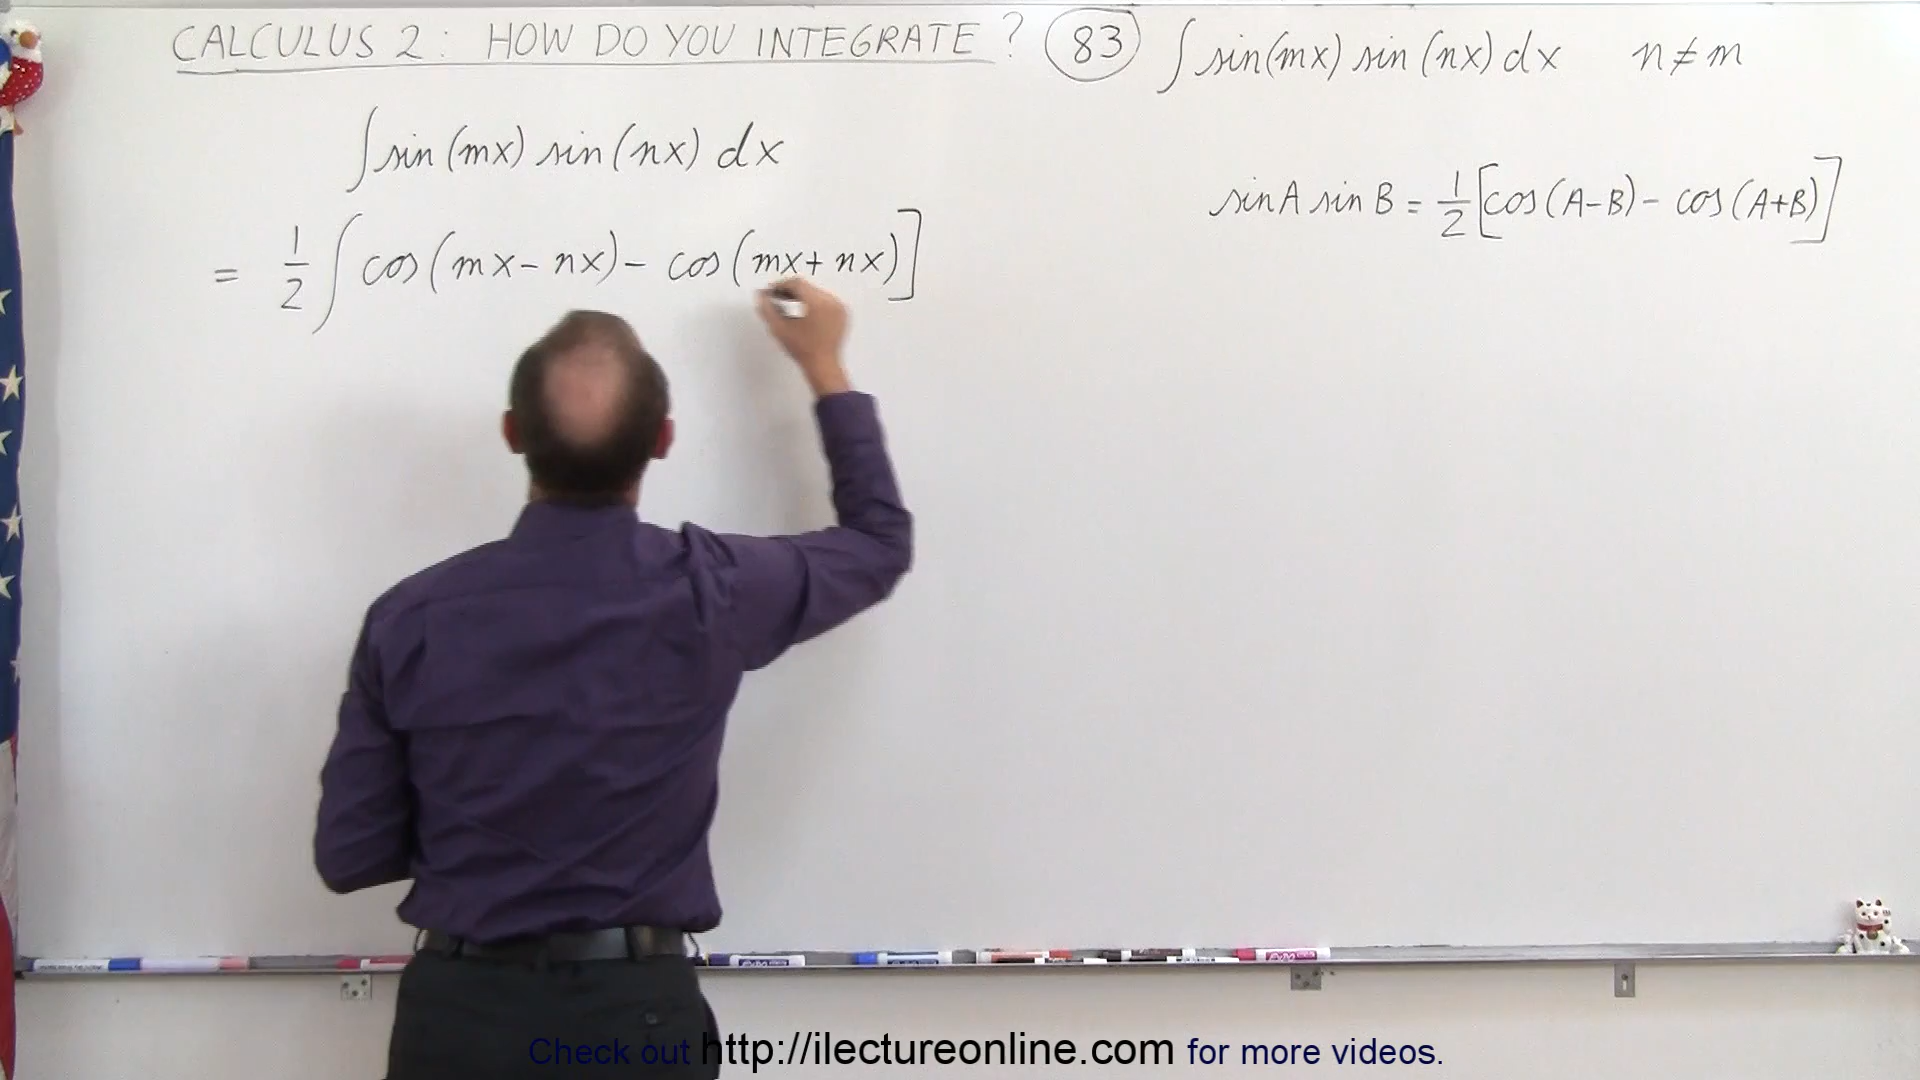 CALCULUS 2: HOW DO YOU INTEGRATE? 83 ∫ sin(mx) sin(nx) dx n≠m
∫ sin(mx) sin(nx) dx
sinA sinB = 1/2 [cos(A-B) - cos(A+B)]
= 1/2 ∫ cos(mx-nx) - cos(mx+nx)]
Check out http://ilectureonline.com for more videos.